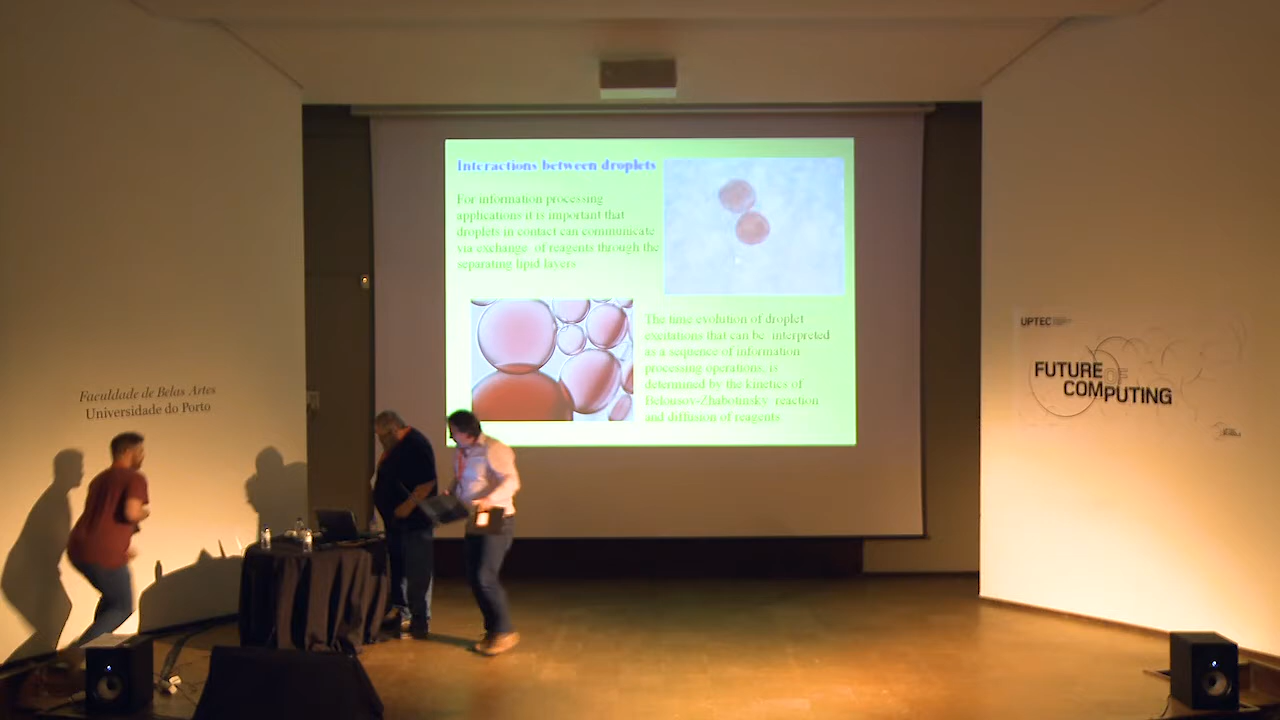 Interactions between droplets
For information processing
applications it is important that
droplets in contact can communicate
via exchange of reagents through the
separating lipid layers
The time evolution of droplet
excitations that can be interpreted
as a sequence of information
processing operations, is
determined by the kinetics of
Belousov-Zhabotinsky reaction
and diffusion of reagents
Faculdade de Belas Artes
Universidade do Porto
UPTEC
FUTURE
OF
COMPUTING